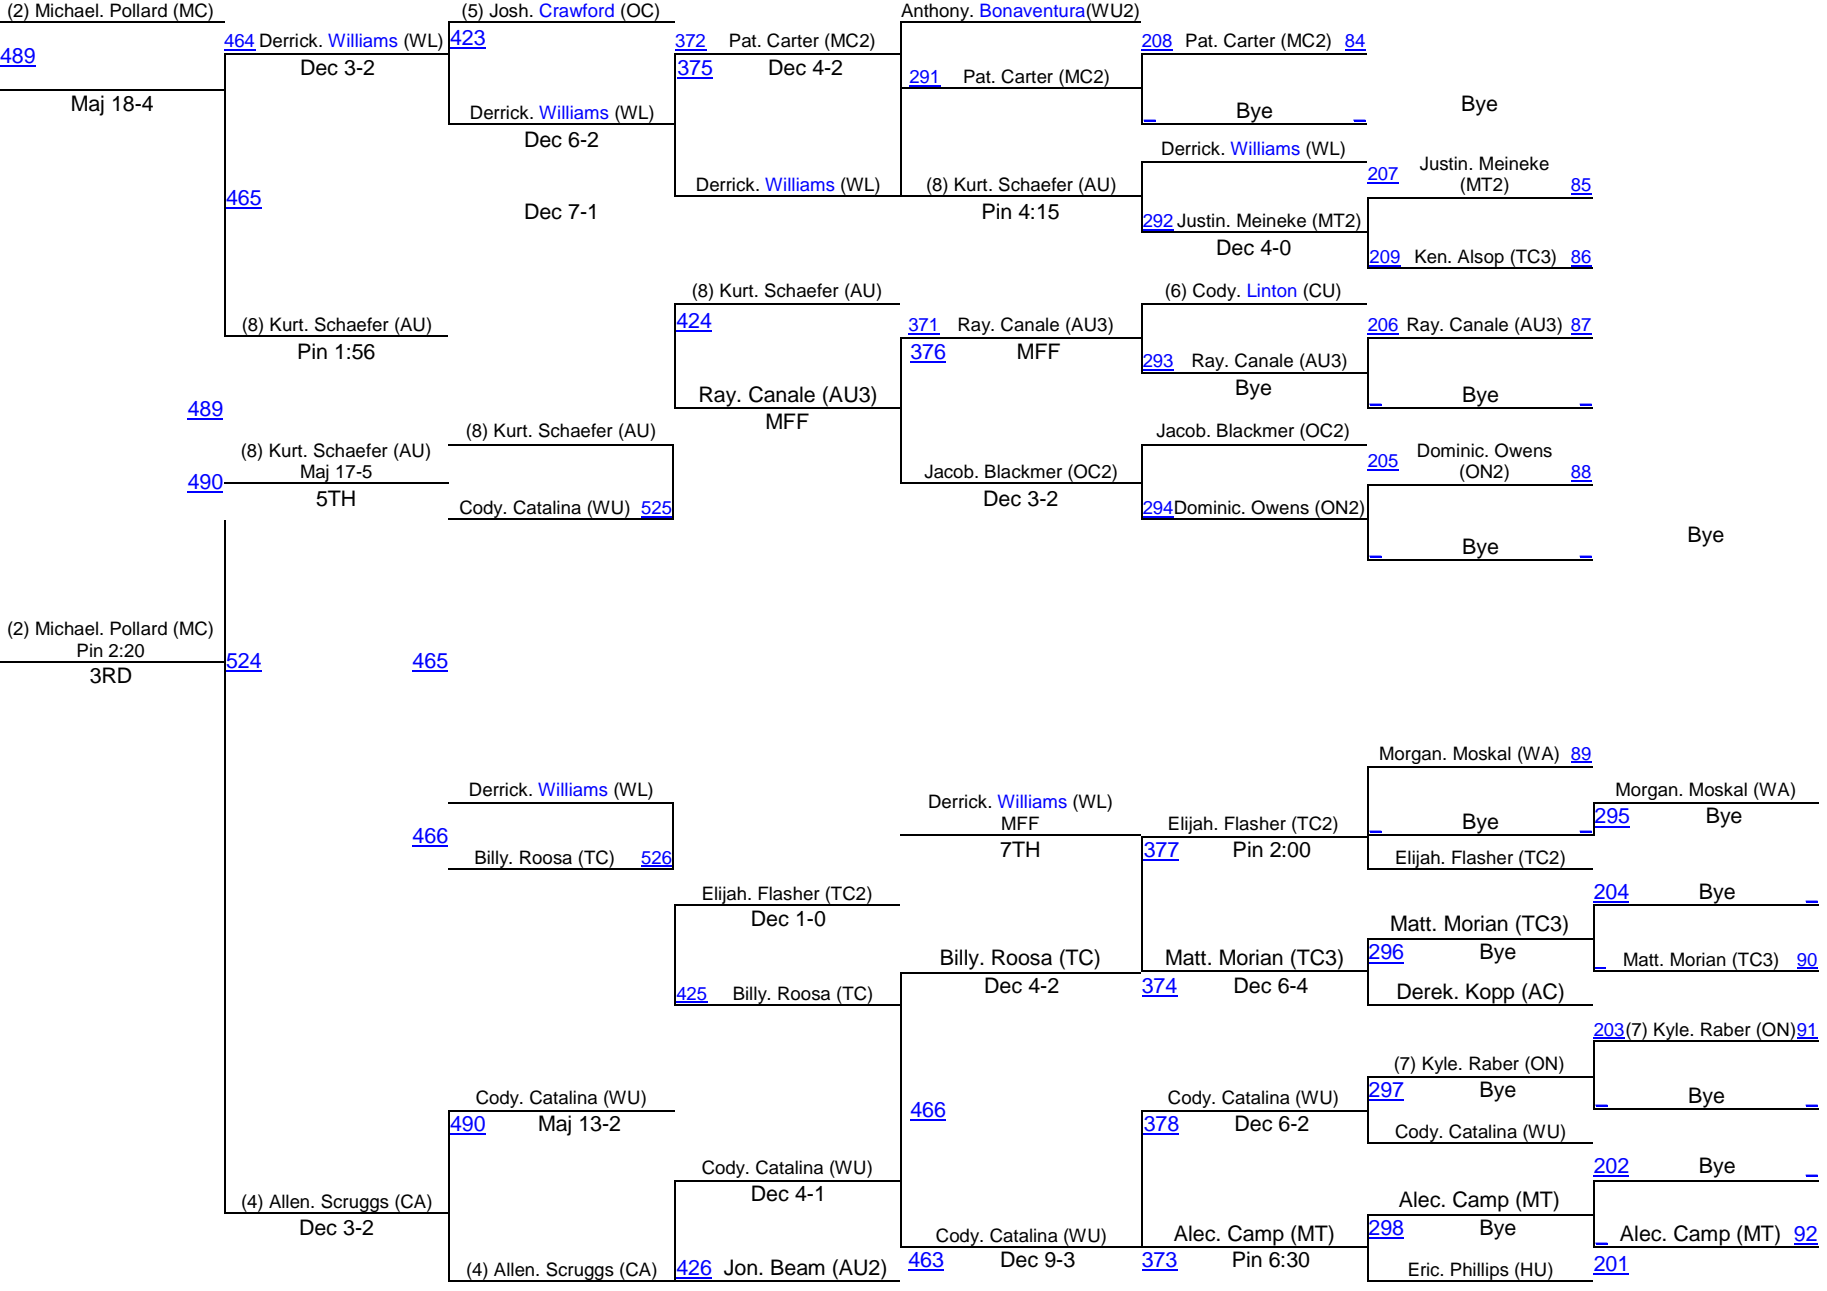 (2) Michael. Pollard (MC)
(5) Josh. Crawford (OC)
Anthony. Bonaventura(WU2)
464 Derrick. Williams (WL)
423
372 Pat. Carter (MC2)
208 Pat. Carter (MC2) 84
489
Dec 3-2
375
Dec 4-2
291 Pat. Carter (MC2)
Maj 18-4
Derrick. Williams (WL)
_ Bye _
Bye
Dec 6-2
Derrick. Williams (WL)
207 Justin. Meineke
(MT2) 85
465
Derrick. Williams (WL)
(8) Kurt. Schaefer (AU)
Dec 7-1
Pin 4:15
292 Justin. Meineke (MT2)
Dec 4-0
209 Ken. Alsop (TC3) 86
(8) Kurt. Schaefer (AU)
(6) Cody. Linton (CU)
(8) Kurt. Schaefer (AU)
424
371 Ray. Canale (AU3)
206 Ray. Canale (AU3) 87
Pin 1:56
376
MFF
293 Ray. Canale (AU3)
Ray. Canale (AU3)
Bye
_ Bye _
489
MFF
(8) Kurt. Schaefer (AU)
Jacob. Blackmer (OC2)
(8) Kurt. Schaefer (AU)
205 Dominic. Owens
(ON2) 88
Maj 17-5
Jacob. Blackmer (OC2)
490
5TH
Dec 3-2
Cody. Catalina (WU) 525
294 Dominic. Owens (ON2)
_ Bye _
Bye
(2) Michael. Pollard (MC)
Pin 2:20
524
465
3RD
Morgan. Moskal (WA) 89
Derrick. Williams (WL)
Morgan. Moskal (WA)
Derrick. Williams (WL)
MFF
Elijah. Flasher (TC2)
_ Bye _
295 Bye
466
7TH
377
Pin 2:00
Billy. Roosa (TC) 526
Elijah. Flasher (TC2)
Elijah. Flasher (TC2)
204 Bye _
Dec 1-0
Matt. Morian (TC3)
296 Bye
Billy. Roosa (TC)
Matt. Morian (TC3)
_ Matt. Morian (TC3) 90
Dec 4-2
374
Dec 6-4
425 Billy. Roosa (TC)
Derek. Kopp (AC)
203 (7) Kyle. Raber (ON) 91
(7) Kyle. Raber (ON)
Cody. Catalina (WU)
Cody. Catalina (WU)
297 Bye
_ Bye _
490
Maj 13-2
466
378
Dec 6-2
Cody. Catalina (WU)
Cody. Catalina (WU)
202 Bye _
Dec 4-1
(4) Allen. Scruggs (CA)
Alec. Camp (MT)
Dec 3-2
298 Bye
Cody. Catalina (WU)
Alec. Camp (MT)
_ Alec. Camp (MT) 92
463
Dec 9-3
373
Pin 6:30
(4) Allen. Scruggs (CA)
426 Jon. Beam (AU2)
Eric. Phillips (HU)
201